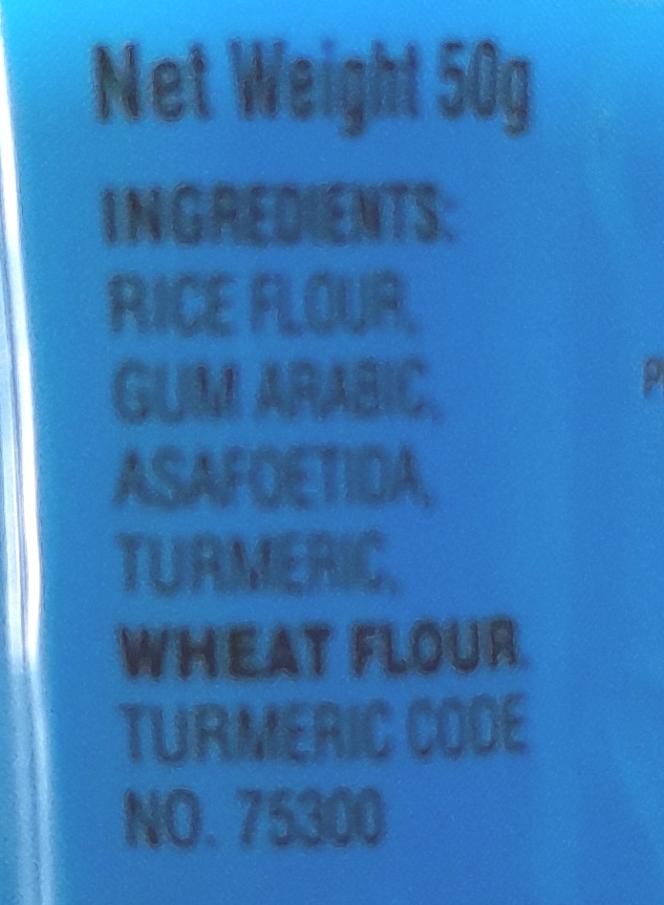 Net Weight 50g
INGREDIENTS:
RICE FLOUR,
GUM ARABIC,
ASAFOETIDA,
TURMERIC,
WHEAT FLOUR.
TURMERIC CODE
NO. 75300